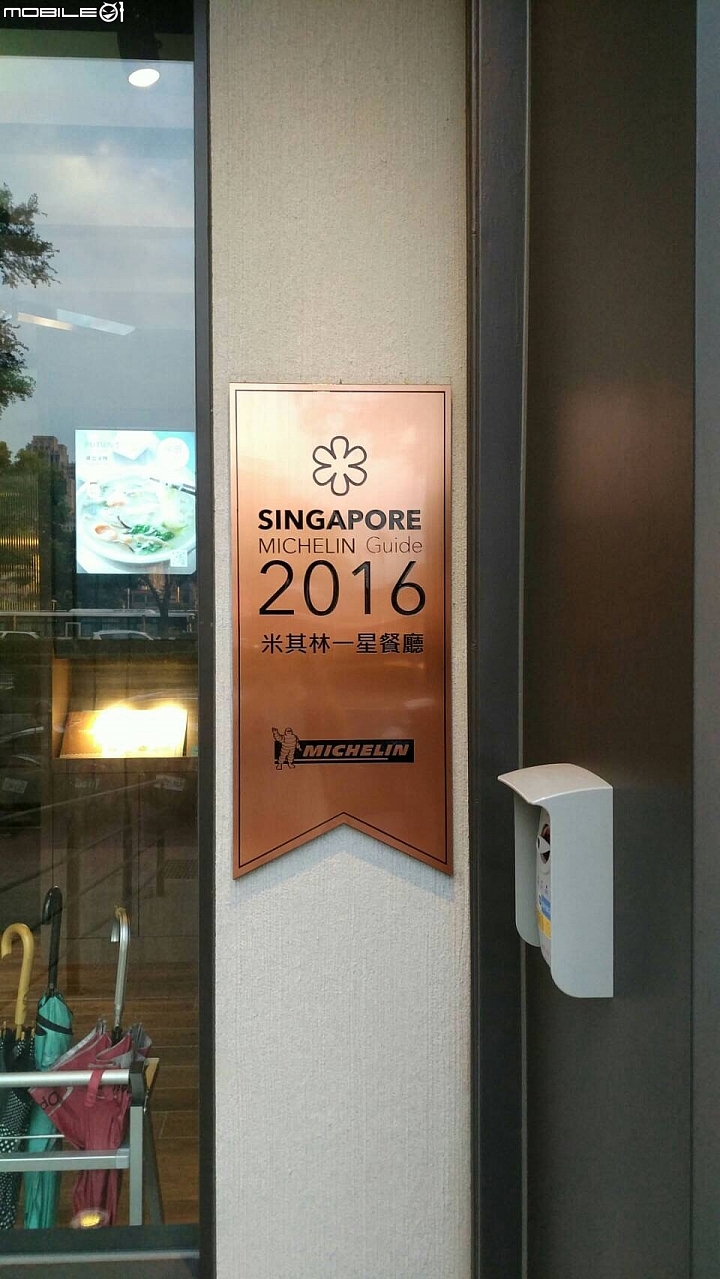 MOBILE01
SINGAPORE
MICHELIN Guide
2016
米其林一星餐廳
MICHELIN